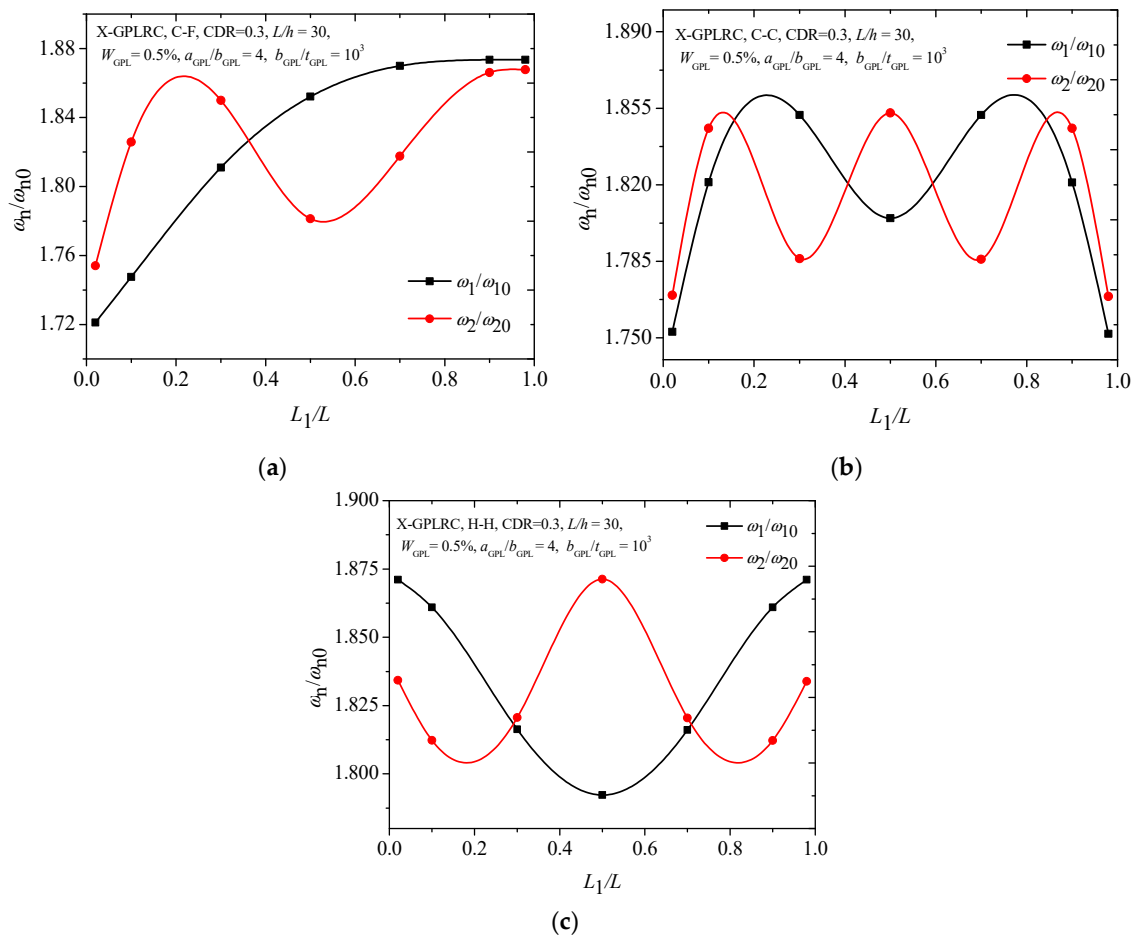 X-GPLRC, C-F, CDR=0.3, L/h = 30,
W_GPL = 0.5%, a_GPL/b_GPL = 4, b_GPL/t_GPL = 10³
1.88
1.84
1.80
1.76
1.72
ω_n/ω_n0
ω_1/ω_10
ω_2/ω_20
0.0 0.2 0.4 0.6 0.8 1.0
L_1/L
(a)
X-GPLRC, C-C, CDR=0.3, L/h = 30,
W_GPL = 0.5%, a_GPL/b_GPL = 4, b_GPL/t_GPL = 10³
1.890
1.855
1.820
1.785
1.750
ω_n/ω_n0
ω_1/ω_10
ω_2/ω_20
0.0 0.2 0.4 0.6 0.8 1.0
L_1/L
(b)
X-GPLRC, H-H, CDR=0.3, L/h = 30,
W_GPL = 0.5%, a_GPL/b_GPL = 4, b_GPL/t_GPL = 10³
1.900
1.875
1.850
1.825
1.800
ω_n/ω_n0
ω_1/ω_10
ω_2/ω_20
0.0 0.2 0.4 0.6 0.8 1.0
L_1/L
(c)